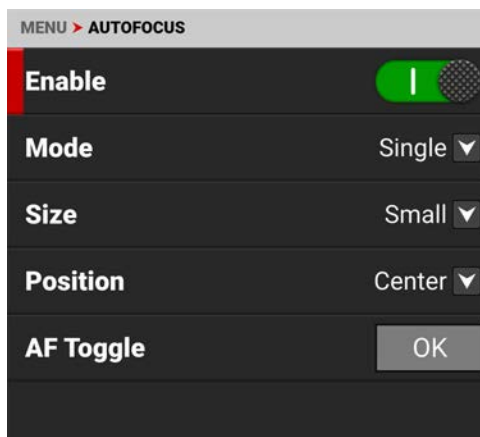 MENU > AUTOFOCUS
Enable
Mode Single
Size Small
Position Center
AF Toggle OK